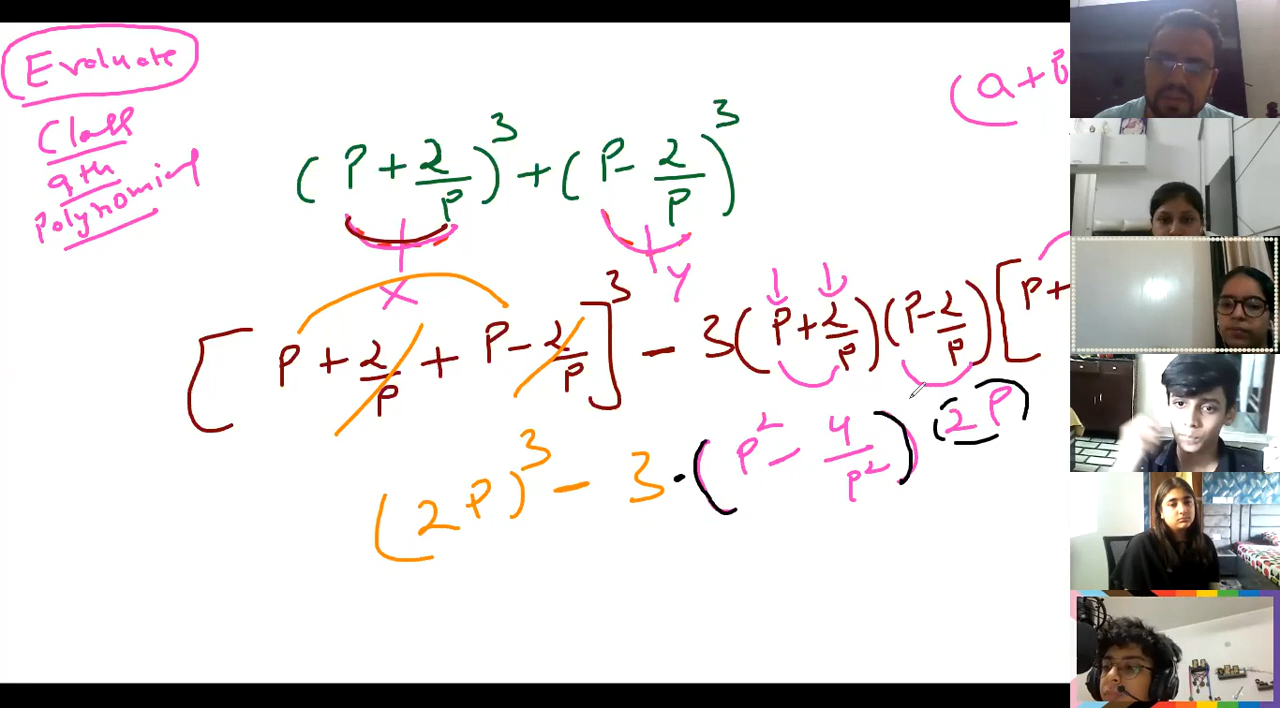 Evaluate
Class
9th
Polynomial
(a+b
(P + 2/P)³ + (P - 2/P)³
x
y
[P + 2/P + P - 2/P]³ - 3(P + 2/P)(P - 2/P)[P +
(2P)³ - 3·(P² - 4/P²)(2P)